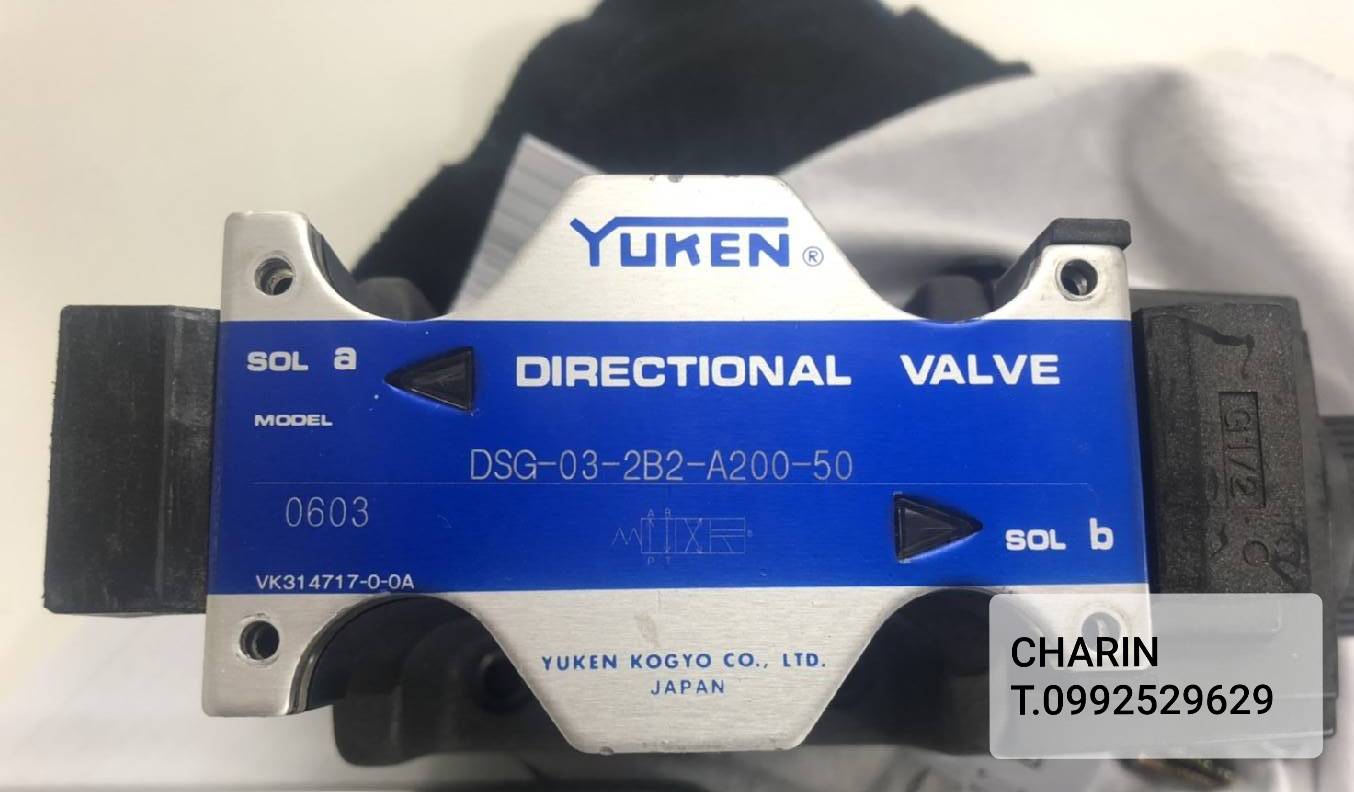 YUKEN®
SOL a
DIRECTIONAL VALVE
MODEL
DSG-03-2B2-A200-50
0603
A B
P T
b
SOL b
VK314717-0-0A
YUKEN KOGYO CO., LTD.
JAPAN
G1/2
CHARIN
T.0992529629